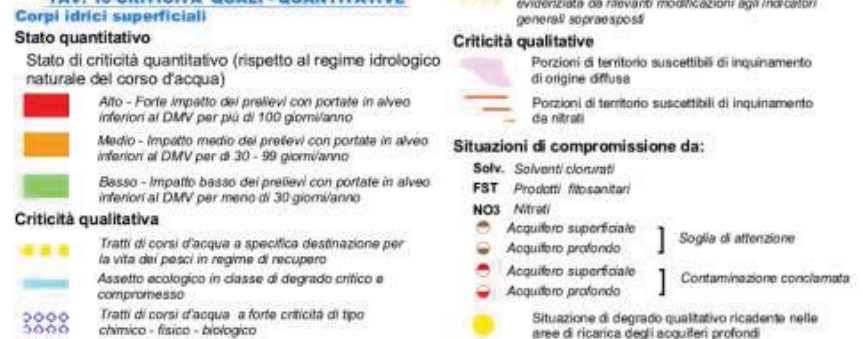 TAV. 10 CRITICITA' QUALI - QUANTITATIVE
Corpi idrici superficiali
Stato quantitativo
Stato di criticità quantitativo (rispetto al regime idrologico
naturale del corso d'acqua)
Alto - Forte impatto dei prelievi con portate in alveo
inferiori al DMV per più di 100 giorni/anno
Medio - Impatto medio dei prelievi con portate in alveo
inferiori al DMV per di 30 - 99 giorni/anno
Basso - Impatto basso dei prelievi con portate in alveo
inferiori al DMV per meno di 30 giorni/anno
Criticità qualitativa
Tratti di corsi d'acqua a specifica destinazione per
la vita dei pesci in regime di recupero
Assetto ecologico in classe di degrado critico e
compromesso
Tratti di corsi d'acqua a forte criticità di tipo
chimico - fisico - biologico
evidenziata da rilevanti modificazioni agli indicatori
generali sopraesposti
Criticità qualitative
Porzioni di territorio suscettibili di inquinamento
di origine diffusa
Porzioni di territorio suscettibili di inquinamento
da nitrati
Situazioni di compromissione da:
Solv. Solventi clorurati
FST Prodotti fitosanitari
NO3 Nitrati
Acquifero superficiale
Acquifero profondo
] Soglia di attenzione
Acquifero superficiale
Acquifero profondo
] Contaminazione conclamata
Situazione di degrado qualitativo ricadente nelle
aree di ricarica degli acquiferi profondi